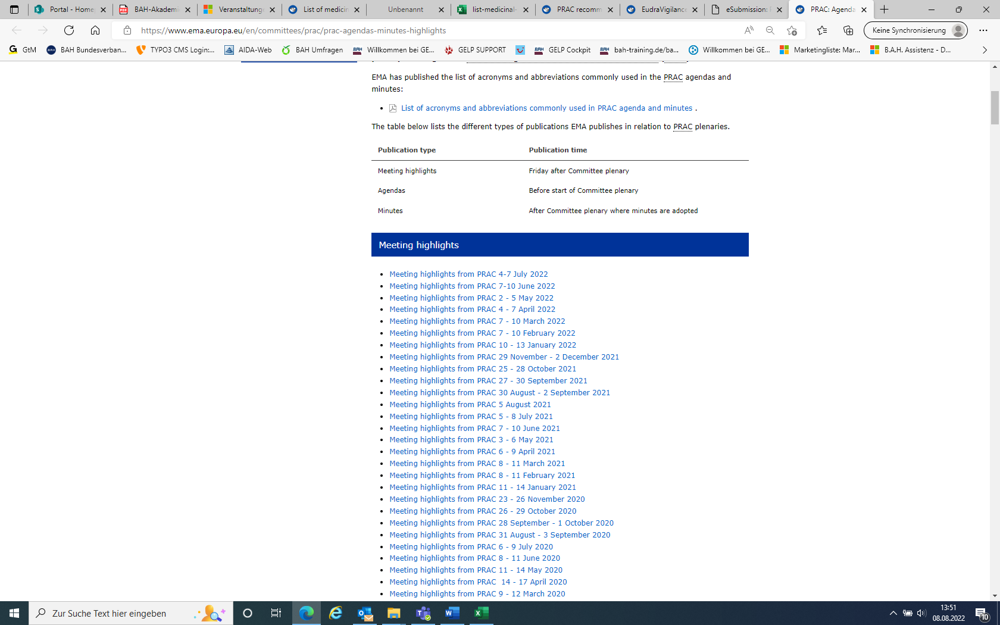 Portal - Home
BAH-Akademi
Veranstaltung
List of medicin
Unbenannt
list-medicinal-
PRAC recomm
EudraVigilance
eSubmission:
PRAC: Agenda
https://www.ema.europa.eu/en/committees/prac/prac-agendas-minutes-highlights
Keine Synchronisierung
GtM
BAH Bundesverban...
TYPO3 CMS Login:...
AIDA-Web
BAH Umfragen
Willkommen bei GE...
GELP SUPPORT
GELP Cockpit
bah-training.de/ba...
Willkommen bei GE...
Marketingliste: Mar...
B.A.H. Assistenz - D...
EMA has published the list of acronyms and abbreviations commonly used in the PRAC agendas and
minutes:
List of acronyms and abbreviations commonly used in PRAC agenda and minutes .
The table below lists the different types of publications EMA publishes in relation to PRAC plenaries.
Publication type Publication time
Meeting highlights Friday after Committee plenary
Agendas Before start of Committee plenary
Minutes After Committee plenary where minutes are adopted
Meeting highlights
Meeting highlights from PRAC 4-7 July 2022
Meeting highlights from PRAC 7-10 June 2022
Meeting highlights from PRAC 2 - 5 May 2022
Meeting highlights from PRAC 4 - 7 April 2022
Meeting highlights from PRAC 7 - 10 March 2022
Meeting highlights from PRAC 7 - 10 February 2022
Meeting highlights from PRAC 10 - 13 January 2022
Meeting highlights from PRAC 29 November - 2 December 2021
Meeting highlights from PRAC 25 - 28 October 2021
Meeting highlights from PRAC 27 - 30 September 2021
Meeting highlights from PRAC 30 August - 2 September 2021
Meeting highlights from PRAC 5 August 2021
Meeting highlights from PRAC 5 - 8 July 2021
Meeting highlights from PRAC 7 - 10 June 2021
Meeting highlights from PRAC 3 - 6 May 2021
Meeting highlights from PRAC 6 - 9 April 2021
Meeting highlights from PRAC 8 - 11 March 2021
Meeting highlights from PRAC 8 - 11 February 2021
Meeting highlights from PRAC 11 - 14 January 2021
Meeting highlights from PRAC 23 - 26 November 2020
Meeting highlights from PRAC 26 - 29 October 2020
Meeting highlights from PRAC 28 September - 1 October 2020
Meeting highlights from PRAC 31 August - 3 September 2020
Meeting highlights from PRAC 6 - 9 July 2020
Meeting highlights from PRAC 8 - 11 June 2020
Meeting highlights from PRAC 11 - 14 May 2020
Meeting highlights from PRAC  14 - 17 April 2020
Meeting highlights from PRAC 9 - 12 March 2020
Zur Suche Text hier eingeben
13:51
08.08.2022
10